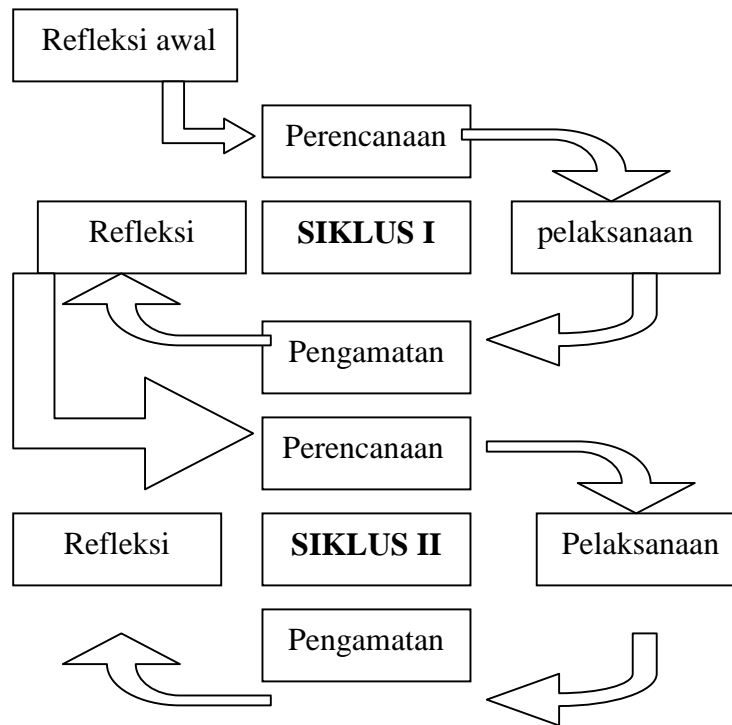 Refleksi awal
Perencanaan
Refleksi
SIKLUS I
pelaksanaan
Pengamatan
Perencanaan
Refleksi
SIKLUS II
Pelaksanaan
Pengamatan